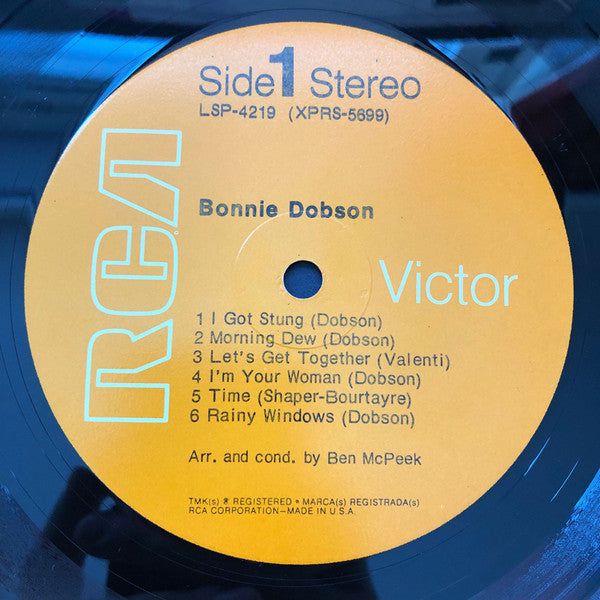 Side 1 Stereo
LSP-4219 (XPRS-5699)
RCA
Bonnie Dobson
Victor
1 I Got Stung (Dobson)
2 Morning Dew (Dobson)
3 Let's Get Together (Valenti)
4 I'm Your Woman (Dobson)
5 Time (Shaper-Bourtayre)
6 Rainy Windows (Dobson)
Arr. and cond. by Ben McPeek
TMK(s) ® REGISTERED • MARCA(s) REGISTRADA(s)
RCA CORPORATION—MADE IN U.S.A.